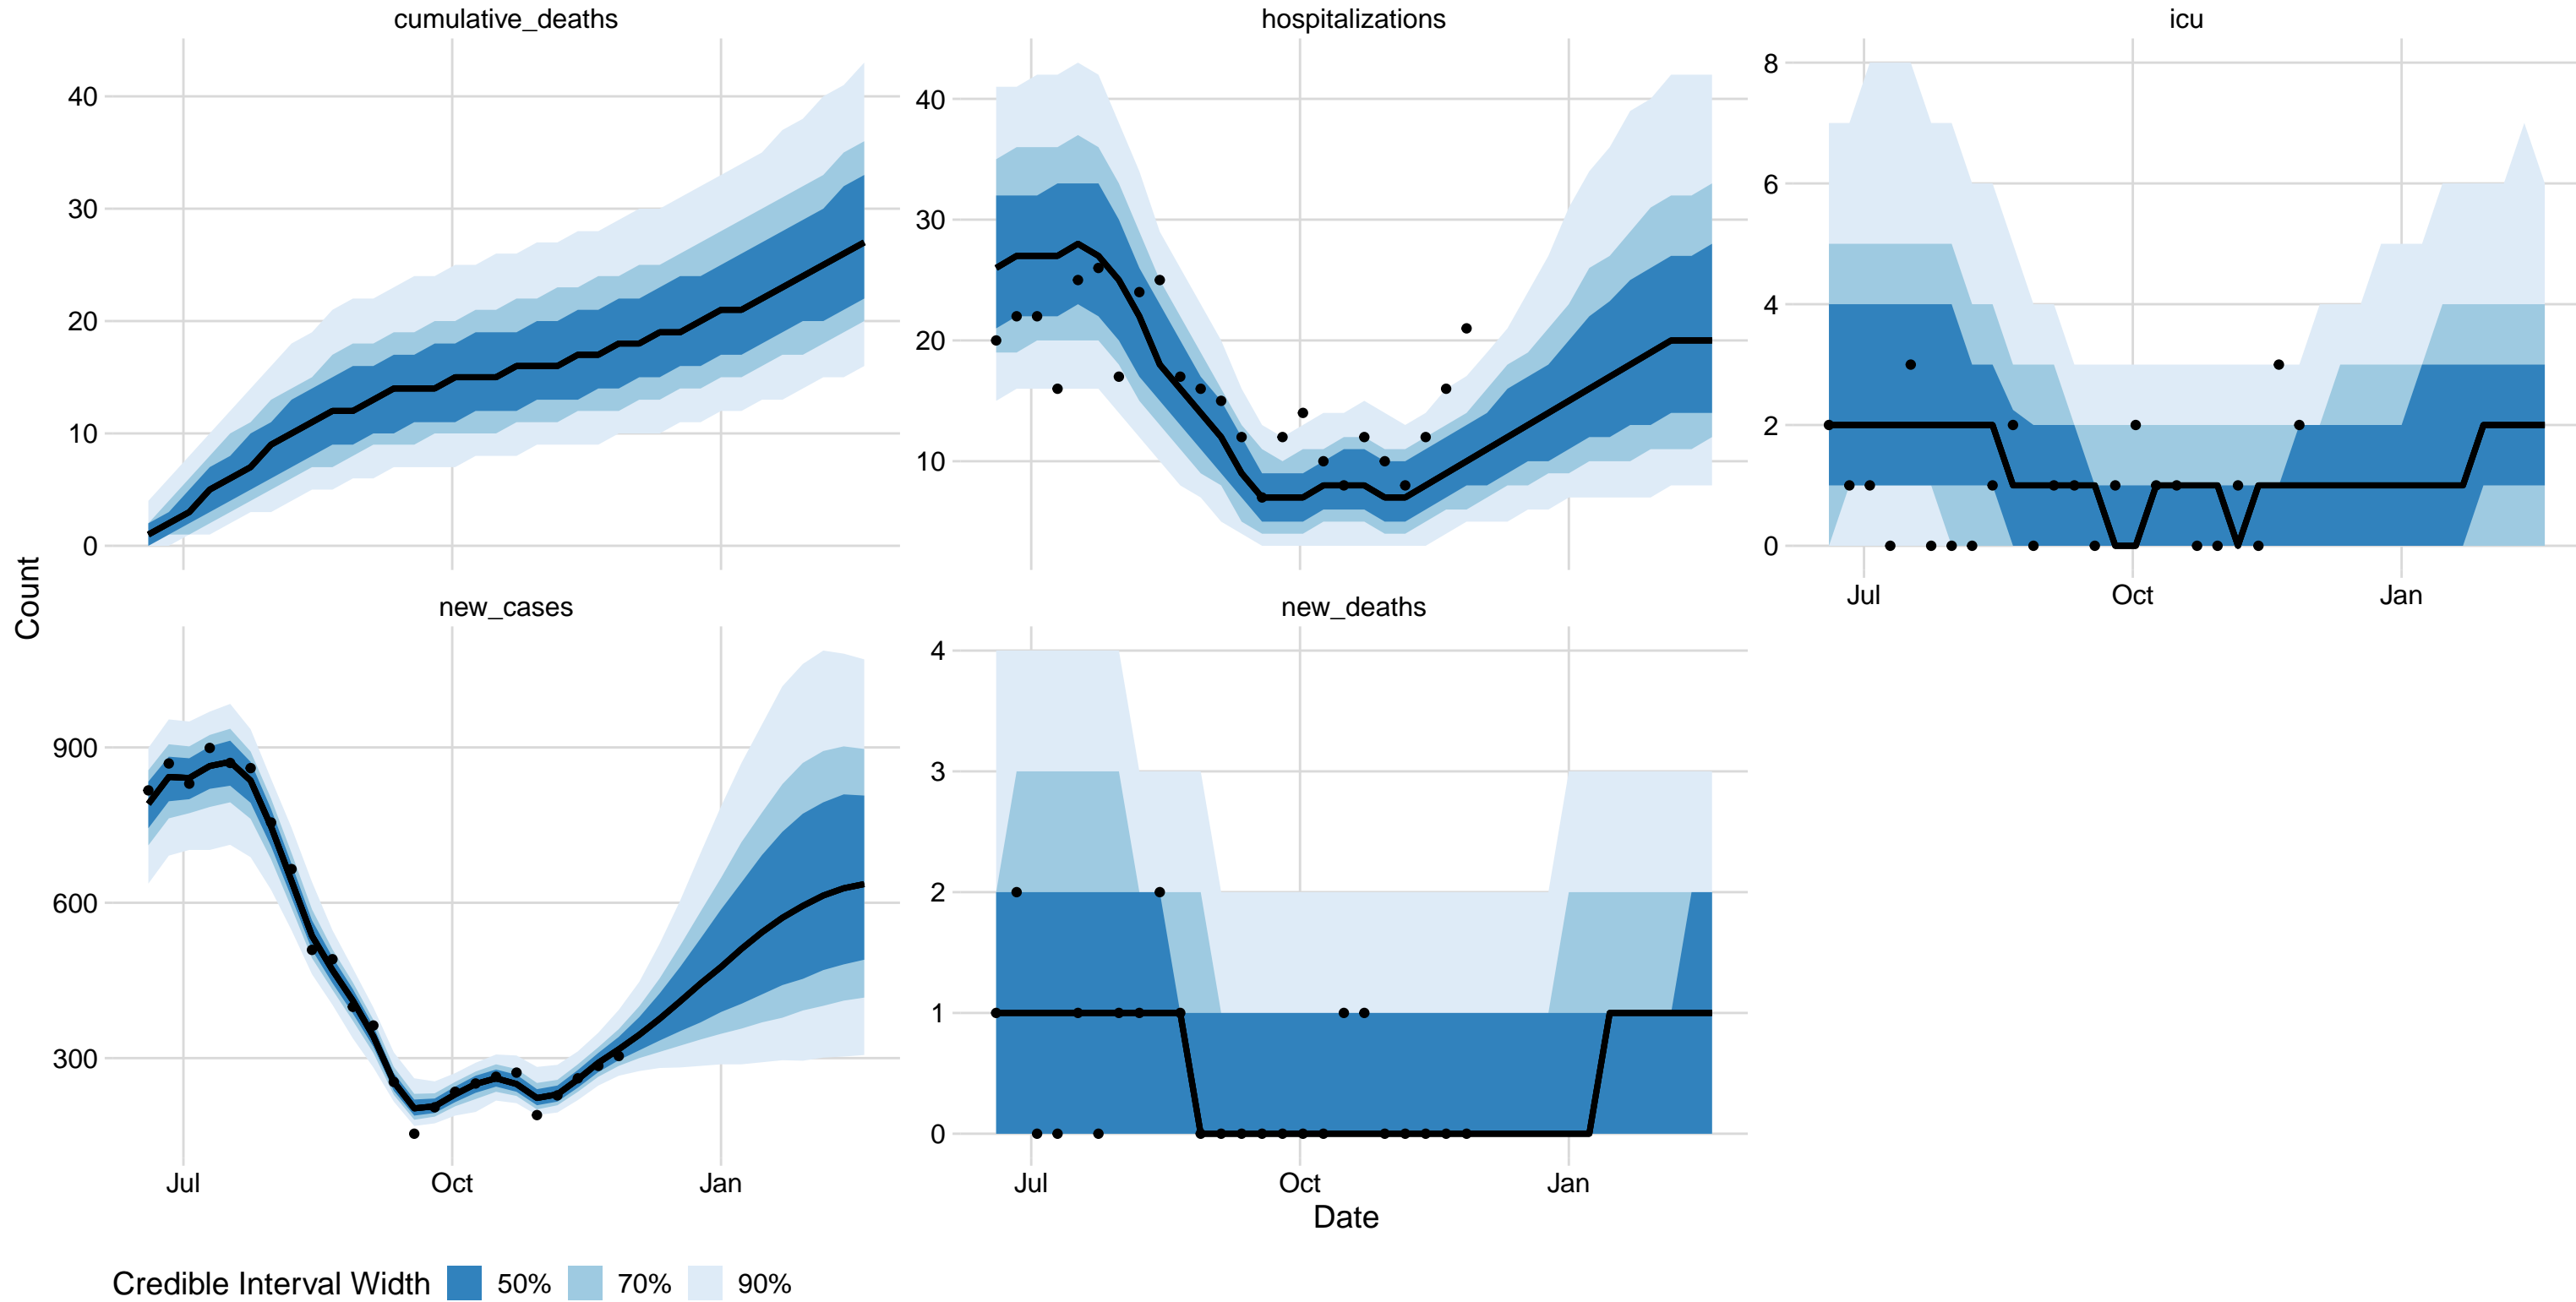 cumulative_deaths
hospitalizations
icu
40
30
20
10
0
40
30
20
10
8
6
4
2
0
Jul
Oct
Jan
Count
new_cases
new_deaths
900
600
300
4
3
2
1
0
Jul
Oct
Jan
Jul
Oct
Jan
Date
Credible Interval Width
50%
70%
90%